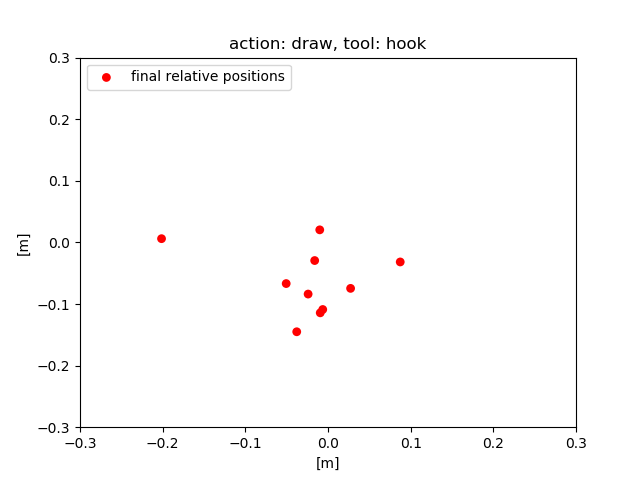 action: draw, tool: hook
final relative positions
0.3
0.2
0.1
0.0
−0.1
−0.2
−0.3
[m]
−0.3 −0.2 −0.1 0.0 0.1 0.2 0.3
[m]